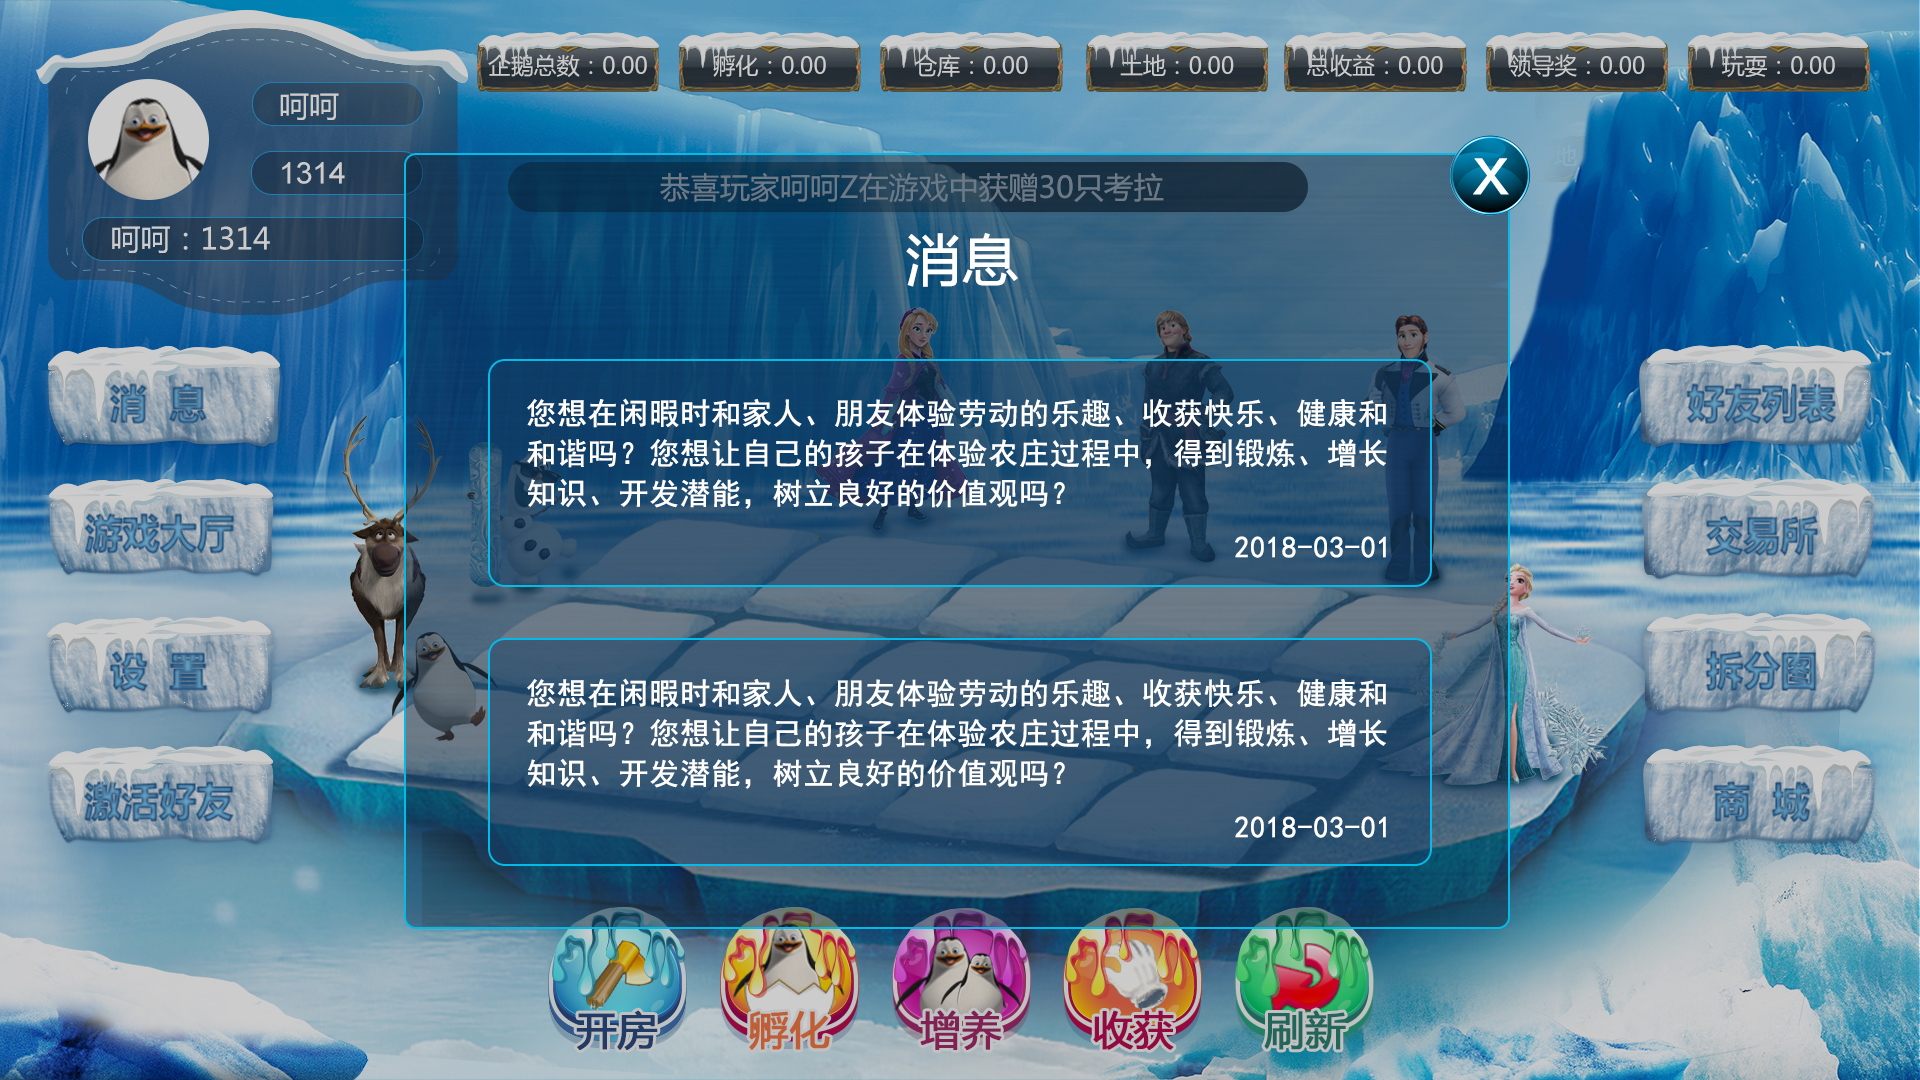 企鹅总数：0.00
孵化：0.00
仓库：0.00
土地：0.00
总收益：0.00
领导奖：0.00
玩耍：0.00
呵呵
1314
呵呵：1314
恭喜玩家呵呵Z在游戏中获赠30只考拉
X
消息
您想在闲暇时和家人、朋友体验劳动的乐趣、收获快乐、健康和
和谐吗？您想让自己的孩子在体验农庄过程中，得到锻炼、增长
知识、开发潜能，树立良好的价值观吗？
2018-03-01
您想在闲暇时和家人、朋友体验劳动的乐趣、收获快乐、健康和
和谐吗？您想让自己的孩子在体验农庄过程中，得到锻炼、增长
知识、开发潜能，树立良好的价值观吗？
2018-03-01
消 息
游戏大厅
设 置
激活好友
好友列表
交易所
拆分图
商 城
开房
孵化
增养
收获
刷新